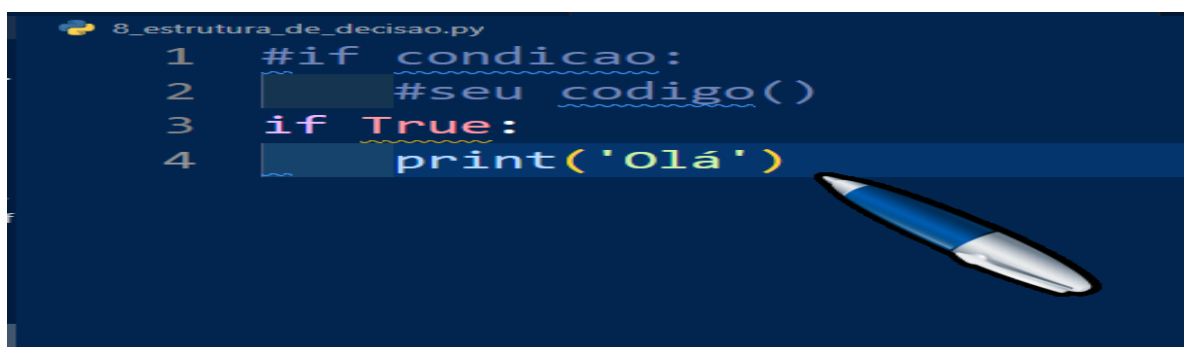 8_estrutura_de_decisao.py
1 #if condicao:
2 #seu codigo()
3 if True:
4 print('Olá')